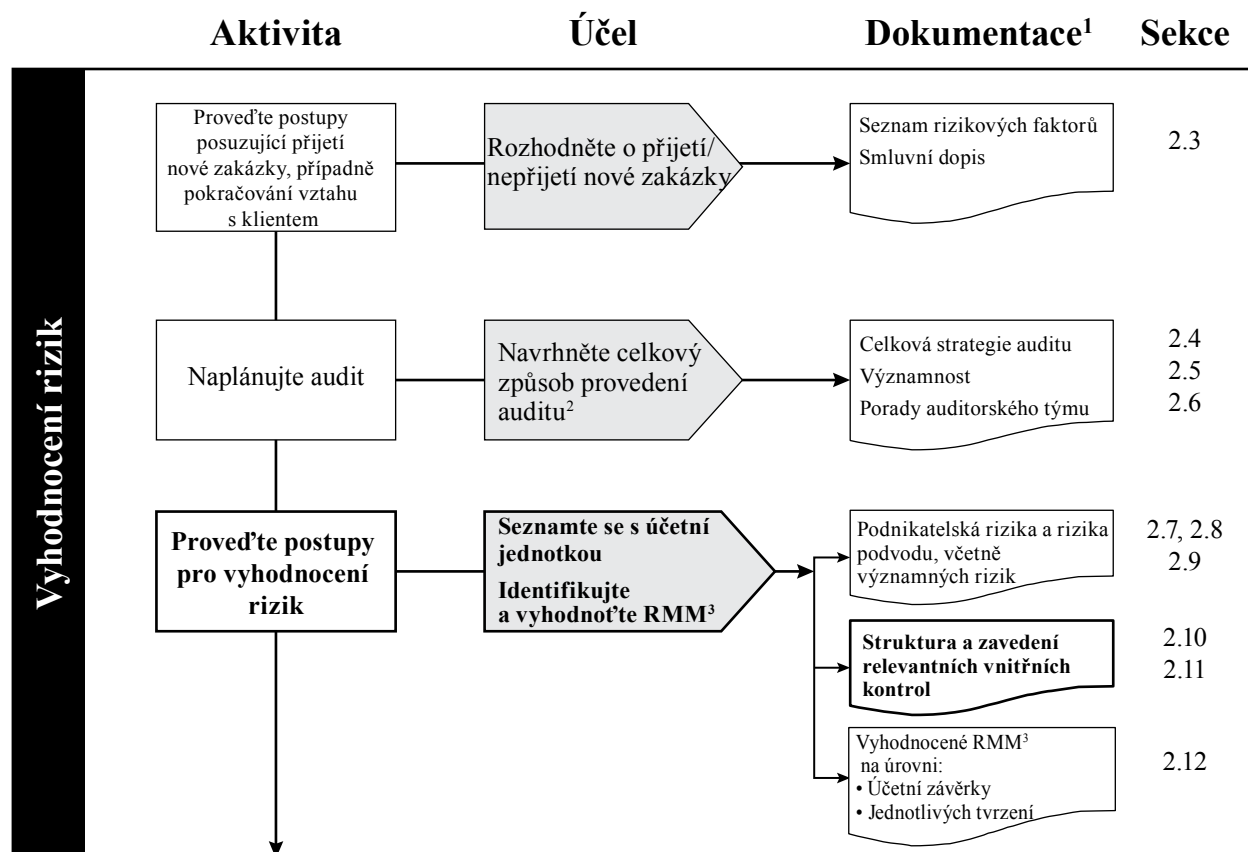 Aktivita
Účel
Dokumentace¹
Sekce
Vyhodnocení rizik
Proveďte postupy
posuzující přijetí
nové zakázky, případně
pokračování vztahu
s klientem
Rozhodněte o přijetí/
nepřijetí nové zakázky
Seznam rizikových faktorů
Smluvní dopis
2.3
Naplánujte audit
Navrhněte celkový
způsob provedení
auditu²
Celková strategie auditu
Významnost
Porady auditorského týmu
2.4
2.5
2.6
Proveďte postupy
pro vyhodnocení
rizik
Seznamte se s účetní
jednotkou
Identifikujte
a vyhodnoťte RMM³
Podnikatelská rizika a rizika
podvodu, včetně
významných rizik
2.7, 2.8
2.9
Struktura a zavedení
relevantních vnitřních
kontrol
2.10
2.11
Vyhodnocené RMM³
na úrovni:
• Účetní závěrky
• Jednotlivých tvrzení
2.12